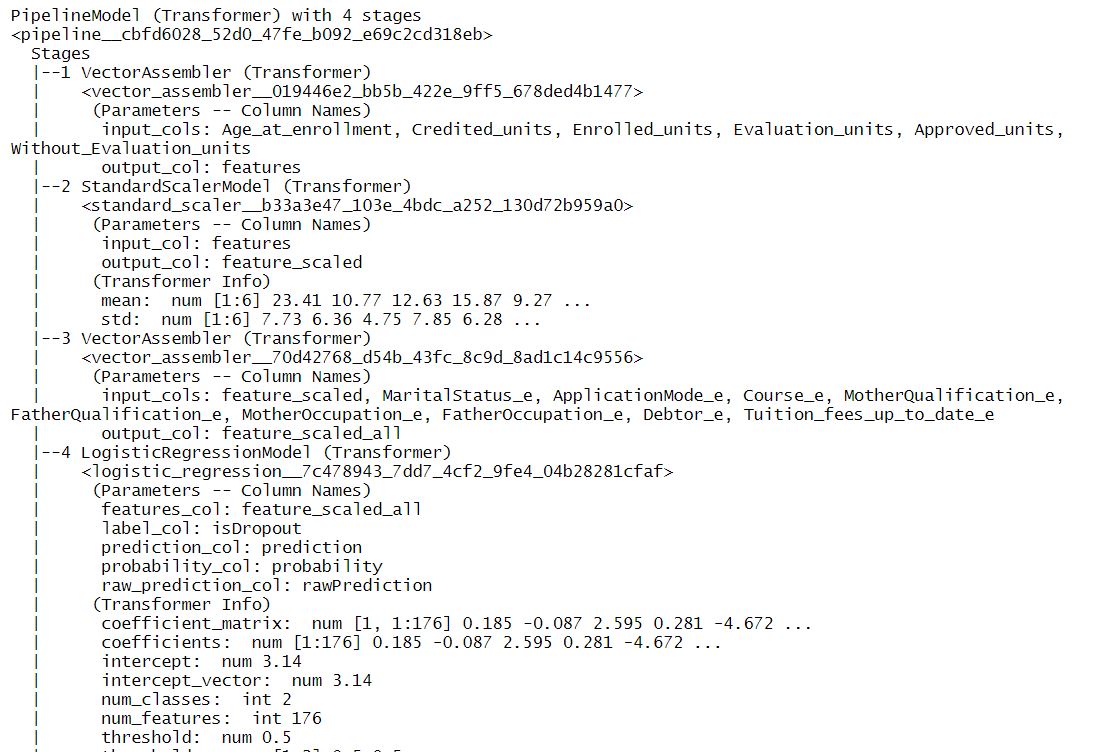 PipelineModel (Transformer) with 4 stages
<pipeline__cbfd6028_52d0_47fe_b092_e69c2cd318eb>
  Stages
  |--1 VectorAssembler (Transformer)
  |    <vector_assembler__019446e2_bb5b_422e_9ff5_678ded4b1477>
  |     (Parameters -- Column Names)
  |      input_cols: Age_at_enrollment, Credited_units, Enrolled_units, Evaluation_units, Approved_units,
Without_Evaluation_units
  |      output_col: features
  |--2 StandardScalerModel (Transformer)
  |    <standard_scaler__b33a3e47_103e_4bdc_a252_130d72b959a0>
  |     (Parameters -- Column Names)
  |      input_col: features
  |      output_col: feature_scaled
  |     (Transformer Info)
  |      mean:  num [1:6] 23.41 10.77 12.63 15.87 9.27 ...
  |      std:  num [1:6] 7.73 6.36 4.75 7.85 6.28 ...
  |--3 VectorAssembler (Transformer)
  |    <vector_assembler__70d42768_d54b_43fc_8c9d_8ad1c14c9556>
  |     (Parameters -- Column Names)
  |      input_cols: feature_scaled, MaritalStatus_e, ApplicationMode_e, Course_e, MotherQualification_e,
FatherQualification_e, MotherOccupation_e, FatherOccupation_e, Debtor_e, Tuition_fees_up_to_date_e
  |      output_col: feature_scaled_all
  |--4 LogisticRegressionModel (Transformer)
  |    <logistic_regression__7c478943_7dd7_4cf2_9fe4_04b28281cfaf>
  |     (Parameters -- Column Names)
  |      features_col: feature_scaled_all
  |      label_col: isDropout
  |      prediction_col: prediction
  |      probability_col: probability
  |      raw_prediction_col: rawPrediction
  |     (Transformer Info)
  |      coefficient_matrix:  num [1, 1:176] 0.185 -0.087 2.595 0.281 -4.672 ...
  |      coefficients:  num [1:176] 0.185 -0.087 2.595 0.281 -4.672 ...
  |      intercept:  num 3.14
  |      intercept_vector:  num 3.14
  |      num_classes:  int 2
  |      num_features:  int 176
  |      threshold:  num 0.5